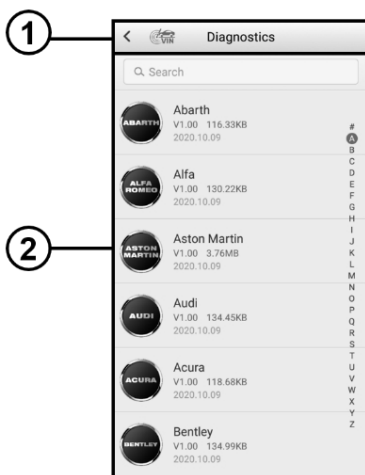 1
VIN
Diagnostics
Search
ABARTH
Abarth
V1.00 116.33KB
2020.10.09
ALFA
ROMEO
Alfa
V1.00 130.22KB
2020.10.09
2
ASTON
MARTIN
Aston Martin
V1.00 3.76MB
2020.10.09
AUDI
Audi
V1.00 134.45KB
2020.10.09
ACURA
Acura
V1.00 118.68KB
2020.10.09
BENTLEY
Bentley
V1.00 134.99KB
2020.10.09
#
A
B
C
D
E
F
G
H
I
J
K
L
M
N
O
P
Q
R
S
T
U
V
W
X
Y
Z